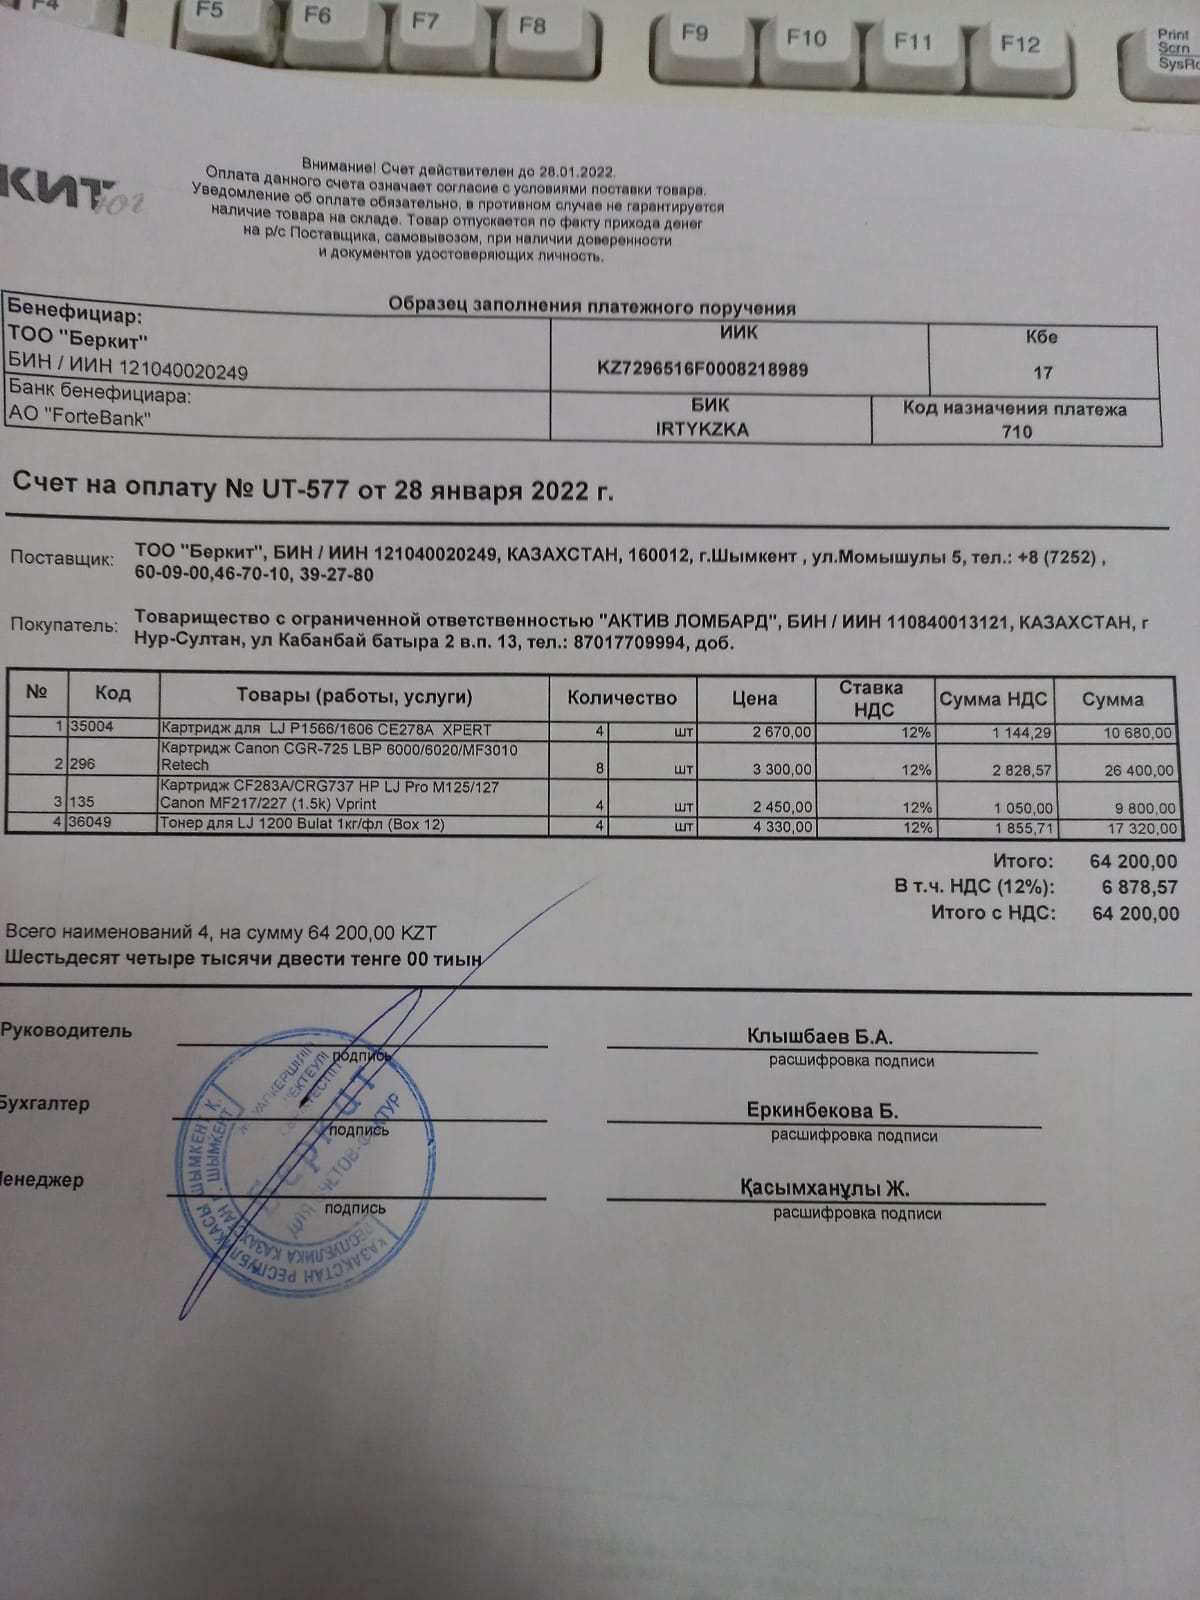 F4 F5 F6 F7 F8 F9 F10 F11 F12 Print
Scrn
КИТ
Внимание! Счет действителен до 28.01.2022.
Оплата данного счета означает согласие с условиями поставки товара.
Уведомление об оплате обязательно, в противном случае не гарантируется
наличие товара на складе. Товар отпускается по факту прихода денег
на р/с Поставщика, самовывозом, при наличии доверенности
и документов удостоверяющих личность.
Образец заполнения платежного поручения
Бенефициар: ИИК Кбе
ТОО "Беркит"
БИН / ИИН 121040020249 KZ7296516F0008218989 17
Банк бенефициара: БИК Код назначения платежа
АО "ForteBank" IRTYKZKA 710
Счет на оплату № UT-577 от 28 января 2022 г.
Поставщик: ТОО "Беркит", БИН / ИИН 121040020249, КАЗАХСТАН, 160012, г.Шымкент , ул.Момышулы 5, тел.: +8 (7252) ,
60-09-00,46-70-10, 39-27-80
Покупатель: Товарищество с ограниченной ответственностью "АКТИВ ЛОМБАРД", БИН / ИИН 110840013121, КАЗАХСТАН, г
Нур-Султан, ул Кабанбай батыра 2 в.п. 13, тел.: 87017709994, доб.
№ Код Товары (работы, услуги) Количество Цена Ставка НДС Сумма НДС Сумма
1 35004 Картридж для LJ P1566/1606 CE278A XPERT 4 шт 2 670,00 12% 1 144,29 10 680,00
Картридж Canon CGR-725 LBP 6000/6020/MF3010
2 296 Retech 8 шт 3 300,00 12% 2 828,57 26 400,00
Картридж CF283A/CRG737 HP LJ Pro M125/127
3 135 Canon MF217/227 (1.5k) Vprint 4 шт 2 450,00 12% 1 050,00 9 800,00
4 36049 Тонер для LJ 1200 Bulat 1кг/фл (Box 12) 4 шт 4 330,00 12% 1 855,71 17 320,00
Итого: 64 200,00
В т.ч. НДС (12%): 6 878,57
Итого с НДС: 64 200,00
Всего наименований 4, на сумму 64 200,00 KZT
Шестьдесят четыре тысячи двести тенге 00 тиын
Руководитель Клышбаев Б.А.
подпись расшифровка подписи
Бухгалтер Еркинбекова Б.
подпись расшифровка подписи
Менеджер Қасымханұлы Ж.
подпись расшифровка подписи
ҚАЗАҚСТАН РЕСПУБЛИКАСЫ ШЫМКЕНТ Қ.
РЕСПУБЛИКА КАЗАХСТАН г. ШЫМКЕНТ
Беркит
ДЛЯ СЧЕТОВ-ФАКТУР